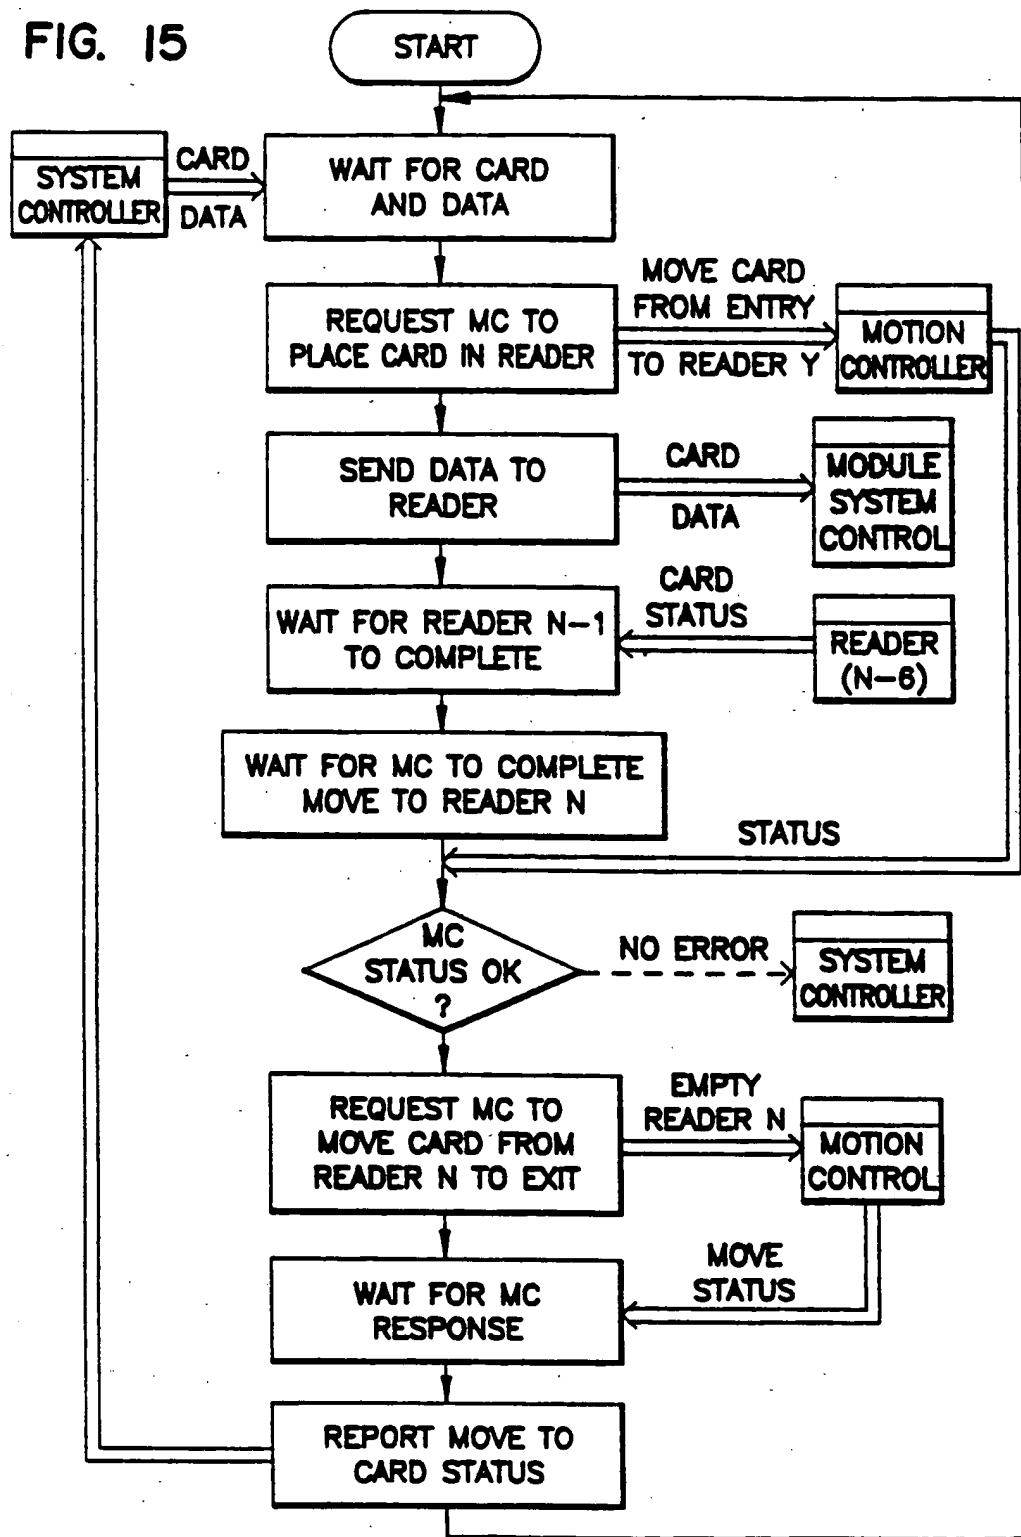 FIG. 15
START
SYSTEM
CONTROLLER
CARD
DATA
WAIT FOR CARD
AND DATA
REQUEST MC TO
PLACE CARD IN READER
MOVE CARD
FROM ENTRY
TO READER Y
MOTION
CONTROLLER
SEND DATA TO
READER
CARD
DATA
MODULE
SYSTEM
CONTROL
WAIT FOR READER N-1
TO COMPLETE
CARD
STATUS
READER
(N-6)
WAIT FOR MC TO COMPLETE
MOVE TO READER N
STATUS
MC
STATUS OK
?
NO ERROR
SYSTEM
CONTROLLER
REQUEST MC TO
MOVE CARD FROM
READER N TO EXIT
EMPTY
READER N
MOTION
CONTROL
WAIT FOR MC
RESPONSE
MOVE
STATUS
REPORT MOVE TO
CARD STATUS